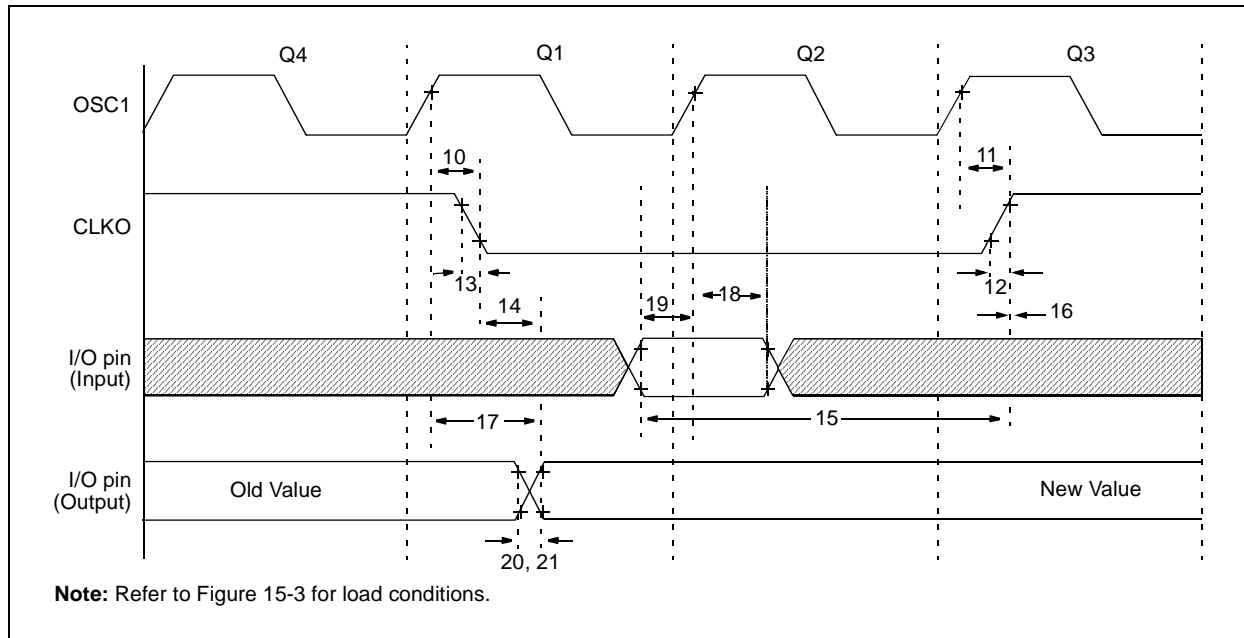 Q4 Q1 Q2 Q3
OSC1
10 11
CLKO
13 12
14
19 18 16
I/O pin
(Input)
17 15
I/O pin
(Output)
Old Value New Value
20, 21
Note: Refer to Figure 15-3 for load conditions.